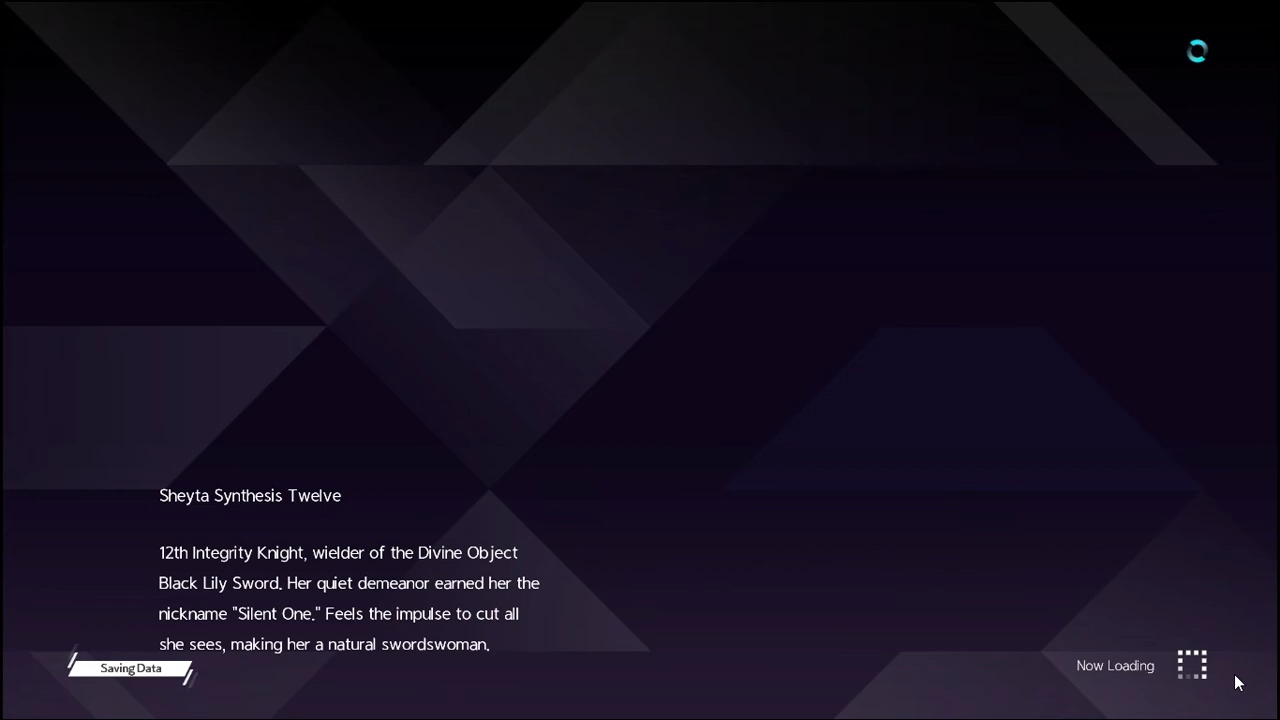 Sheyta Synthesis Twelve
12th Integrity Knight, wielder of the Divine Object
Black Lily Sword. Her quiet demeanor earned her the
nickname "Silent One." Feels the impulse to cut all
she sees, making her a natural swordswoman.
Saving Data
Now Loading